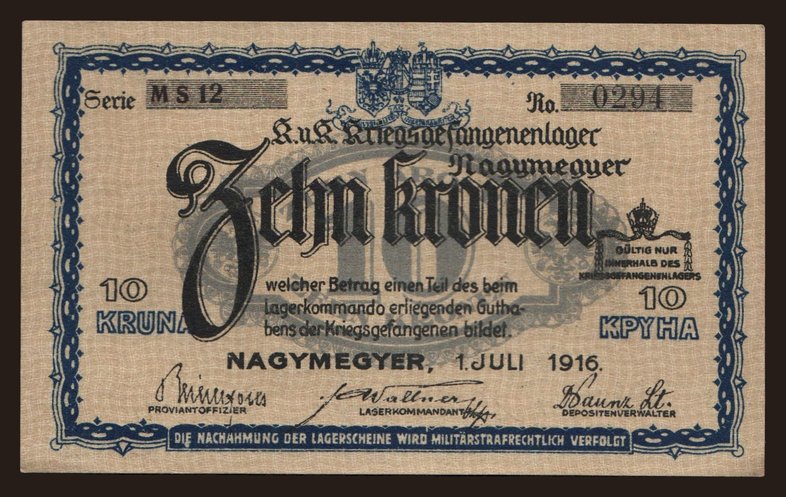 Serie MS 12
No. 0294
K.u.K. Kriegsgefangenenlager
Nagymegyer
Zehn Kronen
GÜLTIG NUR
INNERHALB DES
KRIEGSGEFANGENENLAGERS
10
KRUNA
welcher Betrag einen Teil des beim
Lagerkommando erliegenden Gutha-
bens der Kriegsgefangenen bildet.
10
КРУНА
NAGYMEGYER, 1. JULI 1916.
PROVIANTOFFIZIER
Wallner
LAGERKOMMANDANT
DEPOSITENVERWALTER
DIE NACHAHMUNG DER LAGERSCHEINE WIRD MILITÄRSTRAFRECHTLICH VERFOLGT